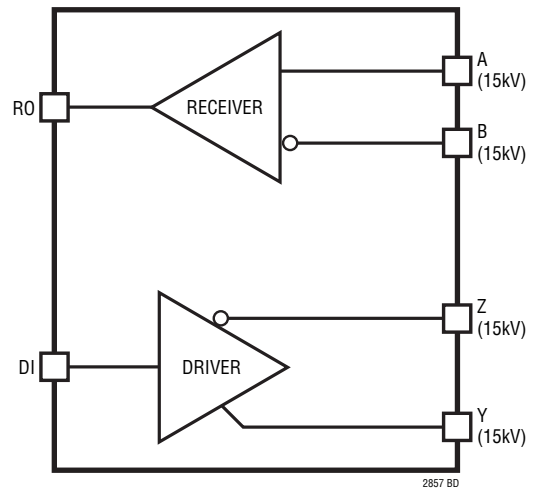 A
(15kV)
RO
RECEIVER
B
(15kV)
Z
(15kV)
DI
DRIVER
Y
(15kV)
2857 BD